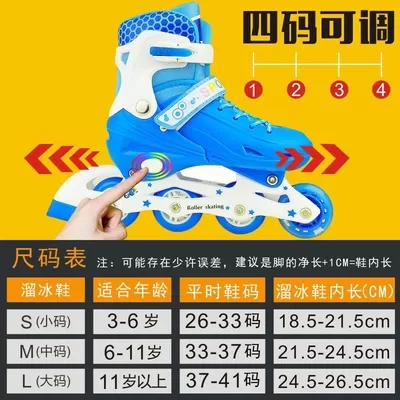 四码可调
1 2 3 4
SPO
Roller skating
尺码表 注：可能存在少许误差，建议是脚的净长+1CM=鞋内长
溜冰鞋 适合年龄 平时鞋码 溜冰鞋内长(CM)
S(小码) 3-6岁 26-33码 18.5-21.5cm
M(中码) 6-11岁 33-37码 21.5-24.5cm
L(大码) 11岁以上 37-41码 24.5-26.5cm